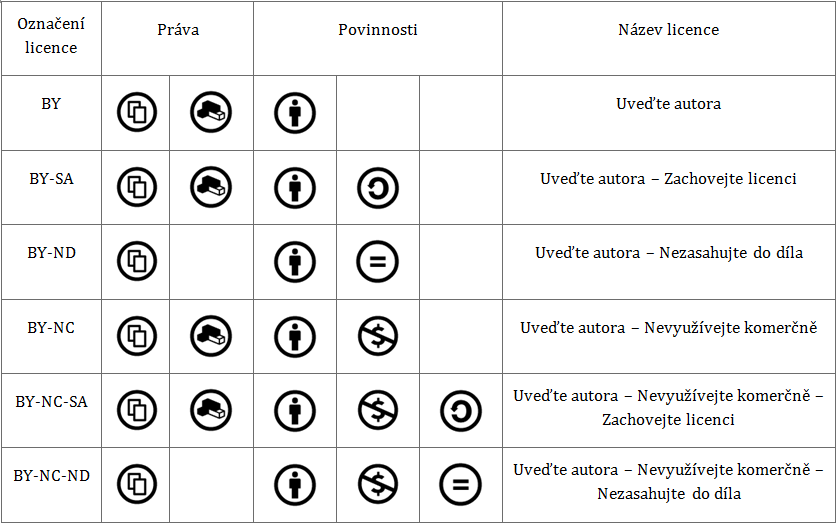 Označení
licence
Práva
Povinnosti
Název licence
BY
Uveďte autora
BY-SA
Uveďte autora – Zachovejte licenci
BY-ND
Uveďte autora – Nezasahujte do díla
BY-NC
Uveďte autora – Nevyužívejte komerčně
BY-NC-SA
Uveďte autora – Nevyužívejte komerčně –
Zachovejte licenci
BY-NC-ND
Uveďte autora – Nevyužívejte komerčně –
Nezasahujte do díla